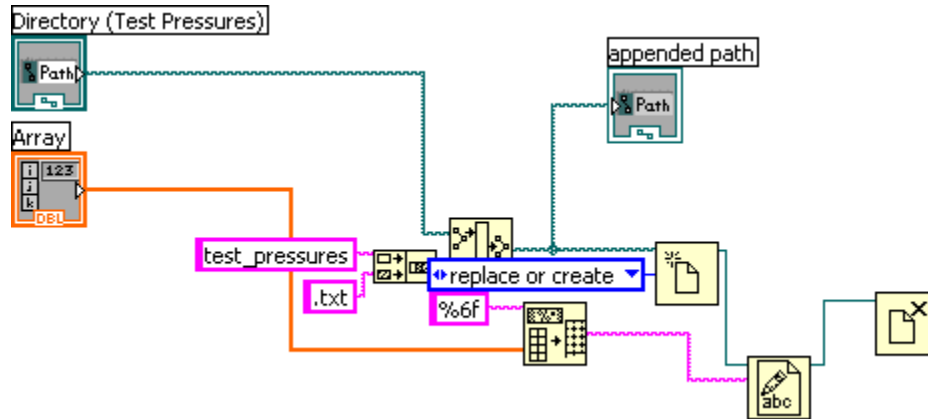 Directory (Test Pressures)
Path
appended path
Path
Array
i
j
k
123
DBL
test_pressures
.txt
replace or create
%6f
abc